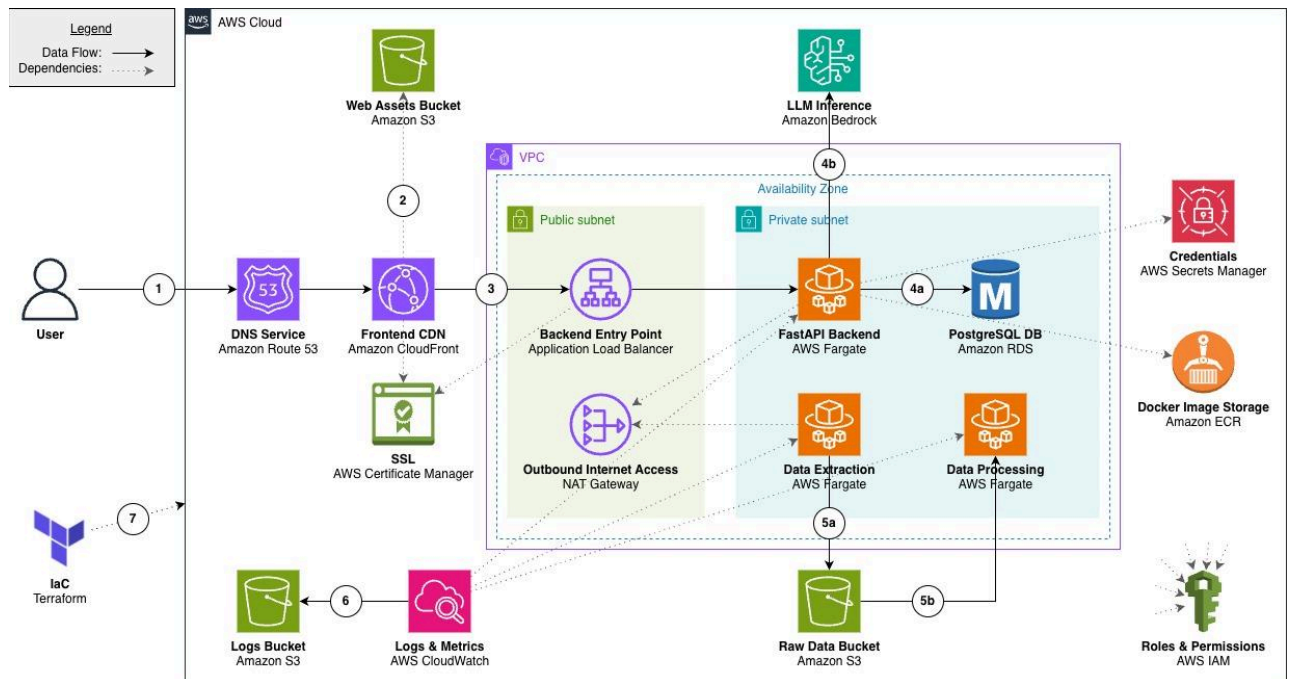 Legend
Data Flow:
Dependencies:
aws
AWS Cloud
Web Assets Bucket
Amazon S3
LLM Inference
Amazon Bedrock
VPC
4b
Availability Zone
2
Public subnet
Private subnet
Credentials
AWS Secrets Manager
1
53
3
4a
M
User
DNS Service
Amazon Route 53
Frontend CDN
Amazon CloudFront
Backend Entry Point
Application Load Balancer
FastAPI Backend
AWS Fargate
PostgreSQL DB
Amazon RDS
Docker Image Storage
Amazon ECR
SSL
AWS Certificate Manager
Outbound Internet Access
NAT Gateway
Data Extraction
AWS Fargate
Data Processing
AWS Fargate
7
5a
IaC
Terraform
6
5b
Logs Bucket
Amazon S3
Logs & Metrics
AWS CloudWatch
Raw Data Bucket
Amazon S3
Roles & Permissions
AWS IAM